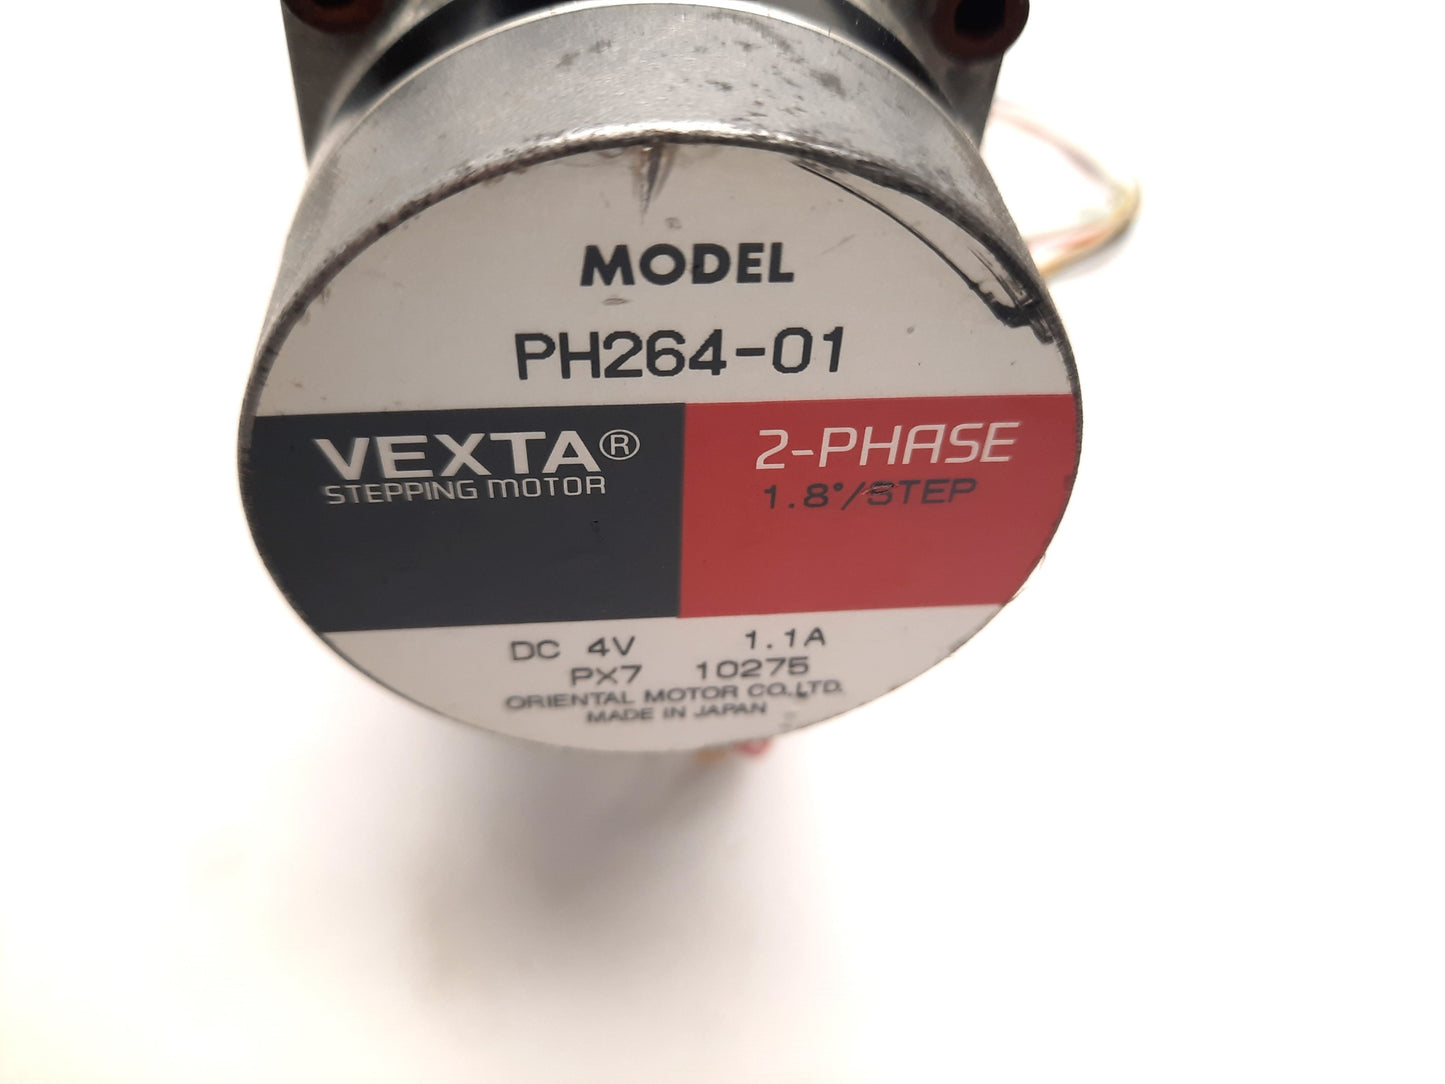 MODEL
PH264-01
VEXTA®
STEPPING MOTOR
2-PHASE
1.8°/STEP
DC 4V 1.1A
PX7 10275
ORIENTAL MOTOR CO.LTD.
MADE IN JAPAN